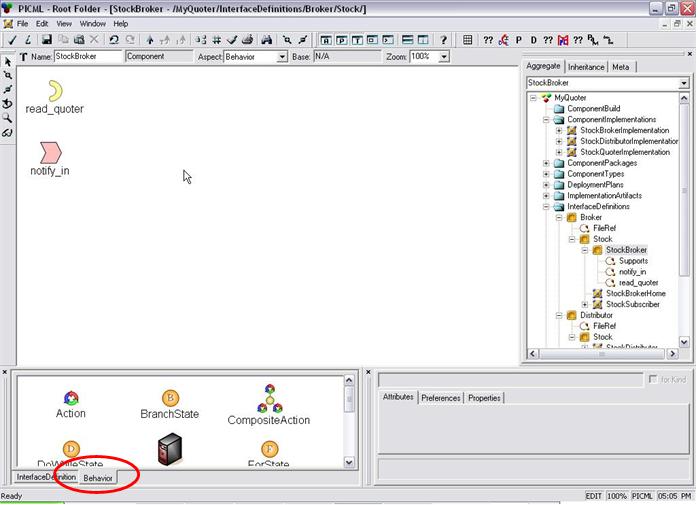 PICML - Root Folder - [StockBroker - /MyQuoter/InterfaceDefinitions/Broker/Stock/]
File Edit View Window Help
?? P D ??
Name: StockBroker Component Aspect: Behavior Base: N/A Zoom: 100%
read_quoter
notify_in
Aggregate Inheritance Meta
StockBroker
MyQuoter
ComponentBuild
ComponentImplementations
StockBrokerImplementation
StockDistributorImplementation
StockQuoterImplementation
ComponentPackages
ComponentTypes
DeploymentPlans
ImplementationArtifacts
InterfaceDefinitions
Broker
FileRef
Stock
StockBroker
Supports
notify_in
read_quoter
StockBrokerHome
StockSubscriber
Distributor
FileRef
Stock
StockDistributor
Action BranchState CompositeAction
DoWhileState ForState
InterfaceDefinition Behavior
for Kind
Attributes Preferences Properties
Ready EDIT 100% PICML 05:05 PM